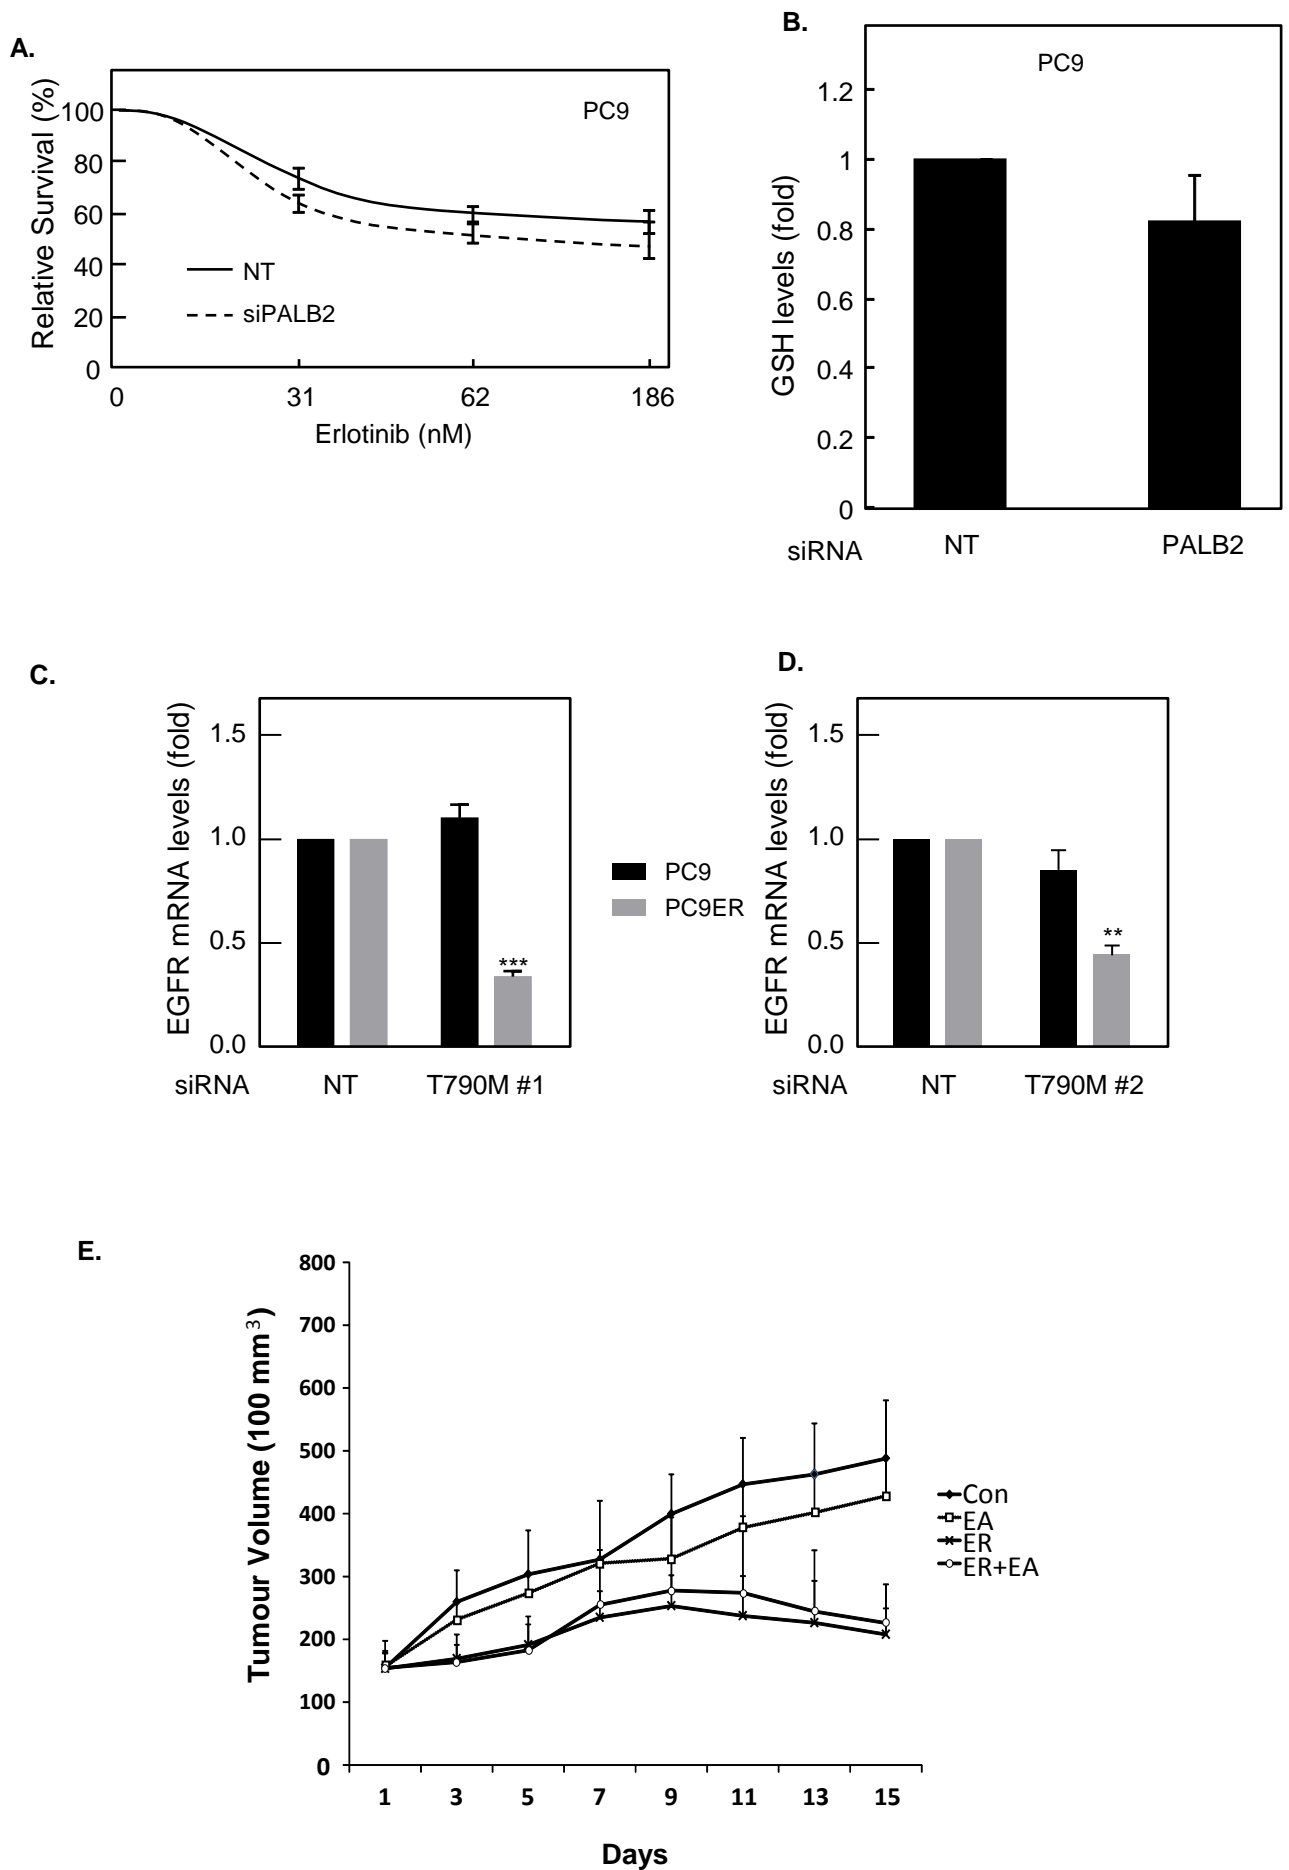 A.
Relative Survival (%)
100
80
60
40
20
0
PC9
NT
siPALB2
0 31 62 186
Erlotinib (nM)
B.
GSH levels (fold)
PC9
1.2
1
0.8
0.6
0.4
0.2
0
siRNA NT PALB2
C.
EGFR mRNA levels (fold)
1.5
1.0
0.5
0.0
***
siRNA NT T790M #1
PC9
PC9ER
D.
EGFR mRNA levels (fold)
1.5
1.0
0.5
0.0
**
siRNA NT T790M #2
E.
Tumour Volume (100 mm³)
800
700
600
500
400
300
200
100
0
1 3 5 7 9 11 13 15
Days
Con
EA
ER
ER+EA